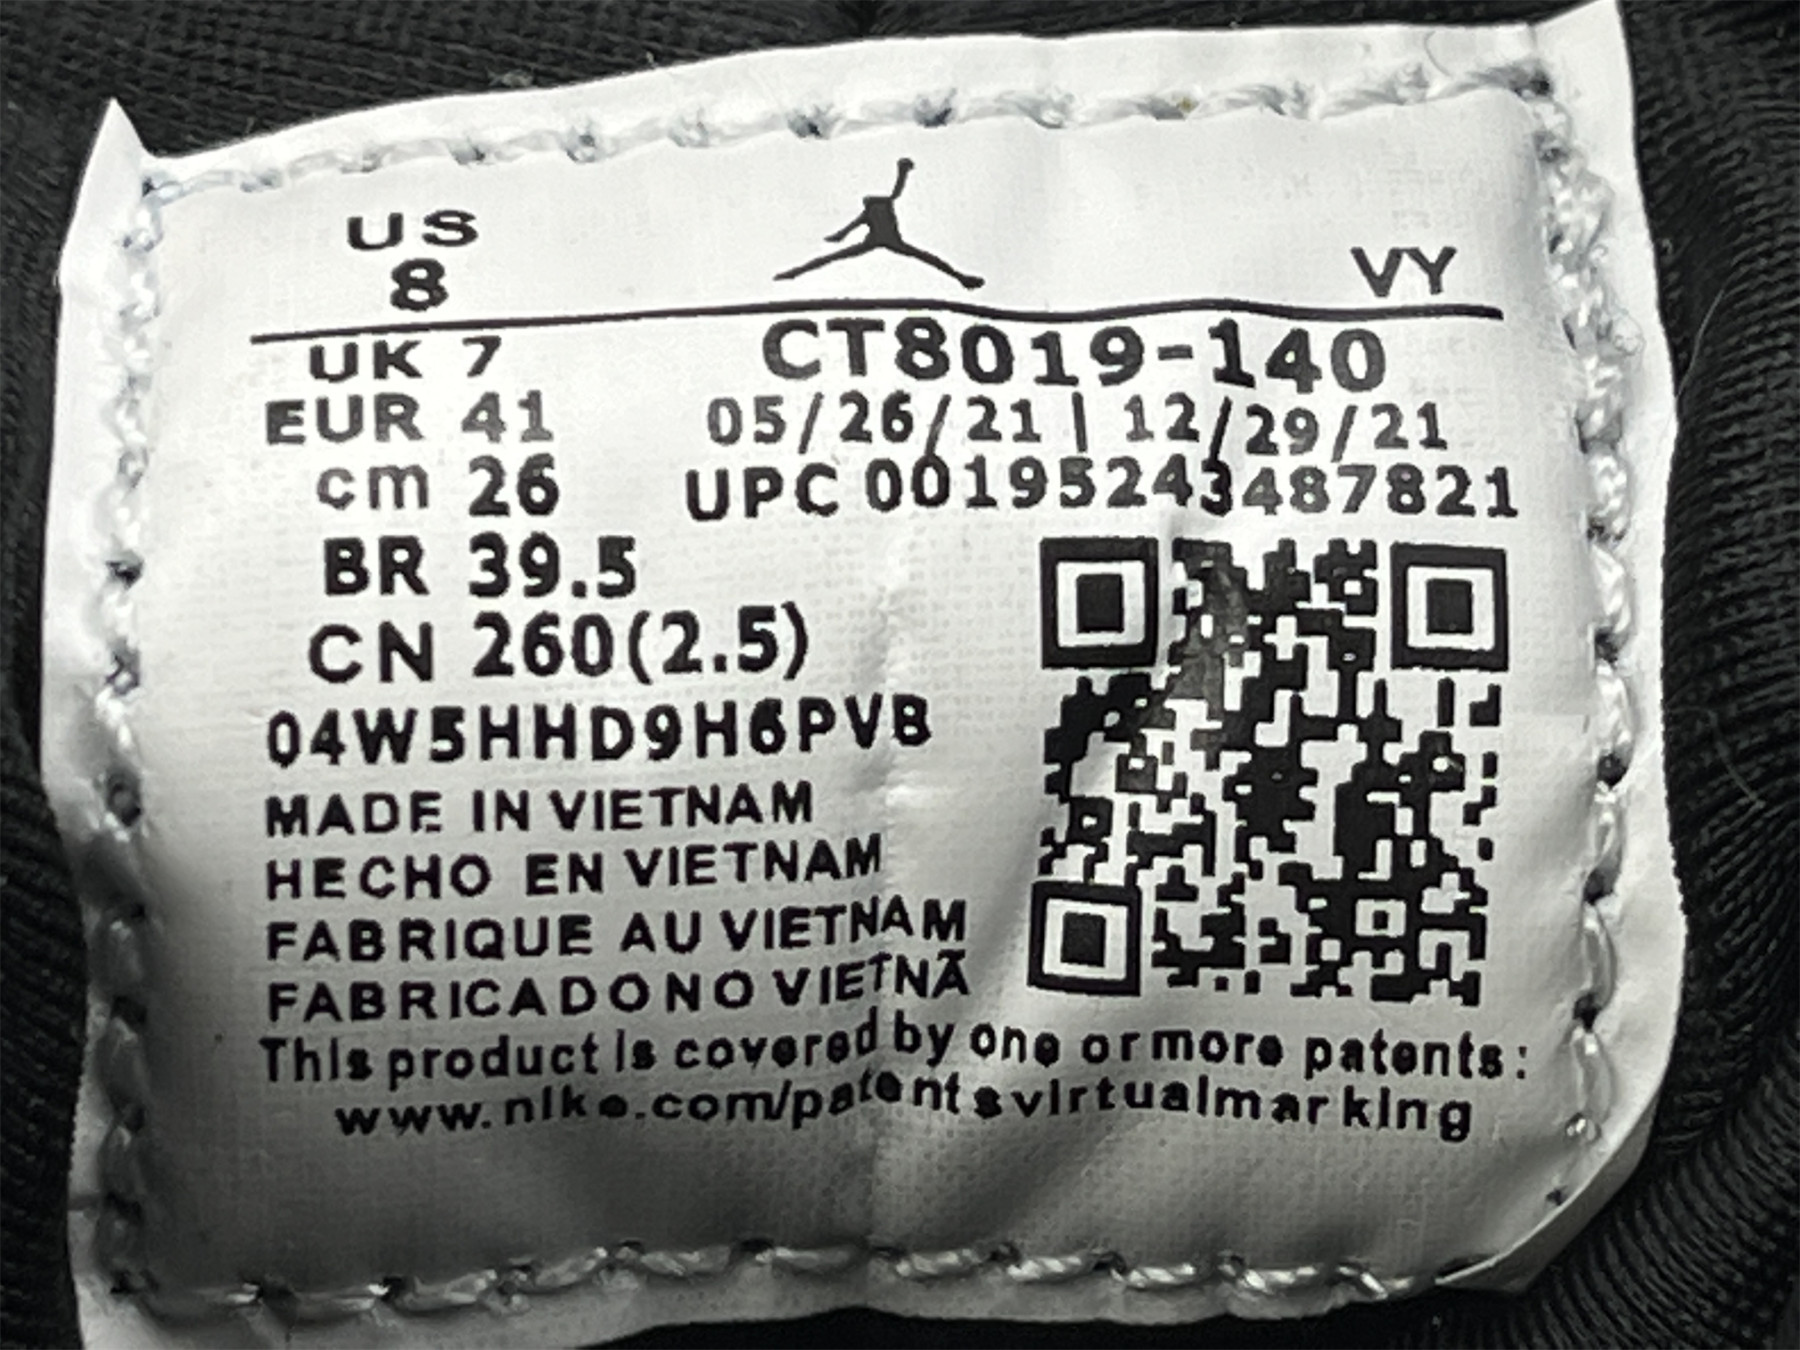 US
8
VY
UK 7
CT8019-140
EUR 41
05/26/21 | 12/29/21
cm 26
UPC 00195243487821
BR 39.5
CN 260(2.5)
04W5HHD9H6PVB
MADE IN VIETNAM
HECHO EN VIETNAM
FABRIQUE AU VIETNAM
FABRICADO NO VIETNÃ
This product is covered by one or more patents:
www.nike.com/patentsvirtualmarking